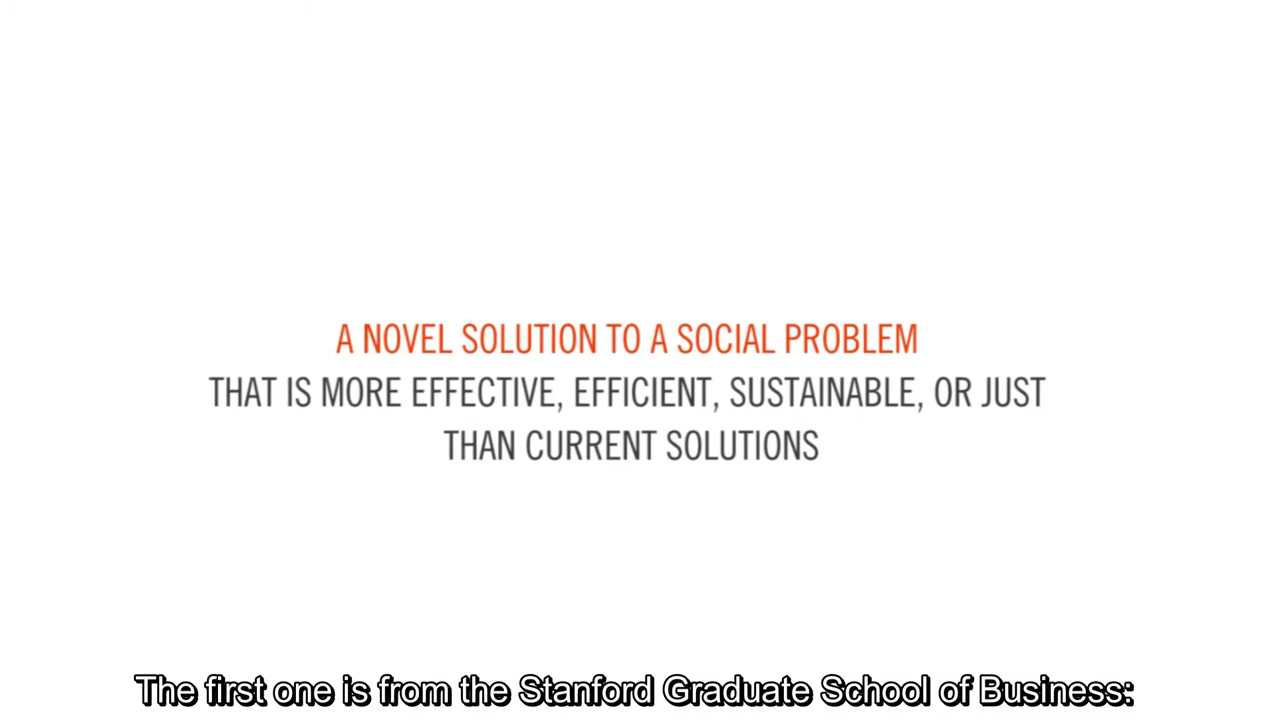 A NOVEL SOLUTION TO A SOCIAL PROBLEM
THAT IS MORE EFFECTIVE, EFFICIENT, SUSTAINABLE, OR JUST
THAN CURRENT SOLUTIONS
The first one is from the Stanford Graduate School of Business: